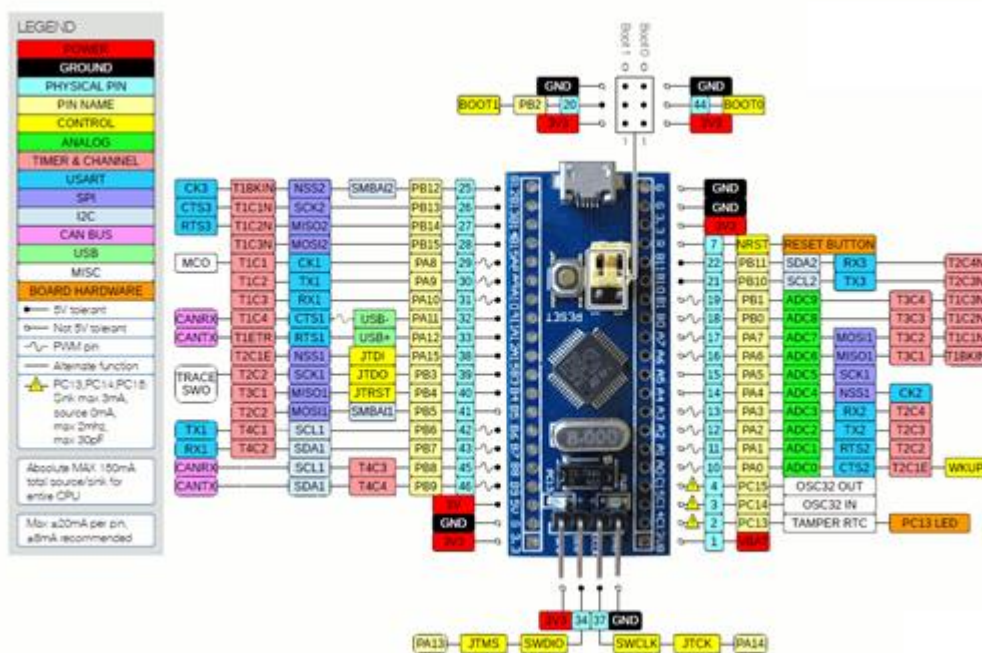 LEGEND
POWER
GROUND
PHYSICAL PIN
PIN NAME
CONTROL
ANALOG
TIMER & CHANNEL
USART
SPI
I2C
CAN BUS
USB
MISC
BOARD HARDWARE
5V tolerant
Not 5V tolerant
PWM pin
Alternate function
PC13,PC14,PC15:
Sink max 3mA,
source 0mA,
max 2mhz,
max 30pF
Absolute MAX 150mA
total source/sink for
entire CPU
Max ±20mA per pin,
±8mA recommended
Boot 1 Boot 0
GND GND
BOOT1 PB2 20 44 BOOT0
3V3 3V3
1 1
CK3 T1BKIN NSS2 SMBAI2 PB12 25
CTS3 T1C1N SCK2 PB13 26
RTS3 T1C2N MISO2 PB14 27
T1C3N MOSI2 PB15 28
MCO T1C1 CK1 PA8 29
T1C2 TX1 PA9 30
T1C3 RX1 PA10 31
CANRX T1C4 CTS1 USB- PA11 32
CANTX T1ETR RTS1 USB+ PA12 33
T2C1E NSS1 JTDI PA15 38
TRACE SWO T2C2 SCK1 JTDO PB3 39
T3C1 MISO1 JTRST PB4 40
T2C2 MOSI1 SMBAI1 PB5 41
TX1 T4C1 SCL1 PB6 42
RX1 T4C2 SDA1 PB7 43
CANRX SCL1 T4C3 PB8 45
CANTX SDA1 T4C4 PB9 46
5V
GND
3V3
GND
GND
3V3
7 NRST RESET BUTTON
22 PB11 SDA2 RX3 T2C4N
21 PB10 SCL2 TX3 T2C3N
19 PB1 ADC9 T3C4 T1C3N
18 PB0 ADC8 T3C3 T1C2N
17 PA7 ADC7 MOSI1 T3C2 T1C1N
16 PA6 ADC6 MISO1 T3C1 T1BKIN
15 PA5 ADC5 SCK1
14 PA4 ADC4 NSS1 CK2
13 PA3 ADC3 RX2 T2C4
12 PA2 ADC2 TX2 T2C3
11 PA1 ADC1 RTS2 T2C2
10 PA0 ADC0 CTS2 T2C1E WKUP
4 PC15 OSC32 OUT
3 PC14 OSC32 IN
2 PC13 TAMPER RTC PC13 LED
1 VBAT
RESET
8.000
3V3 34 37 GND
PA13 JTMS SWDIO SWCLK JTCK PA14